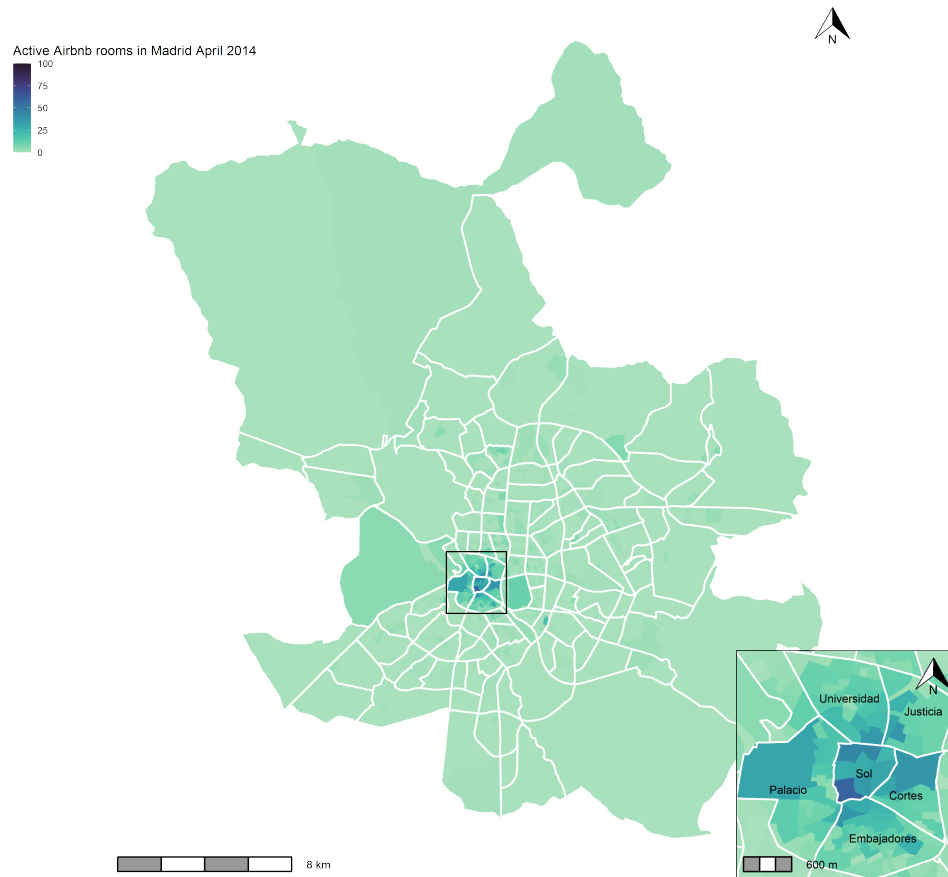 N
Active Airbnb rooms in Madrid April 2014
100
75
50
25
0
N
Universidad
Justicia
Sol
Palacio
Cortes
Embajadores
8 km
600 m